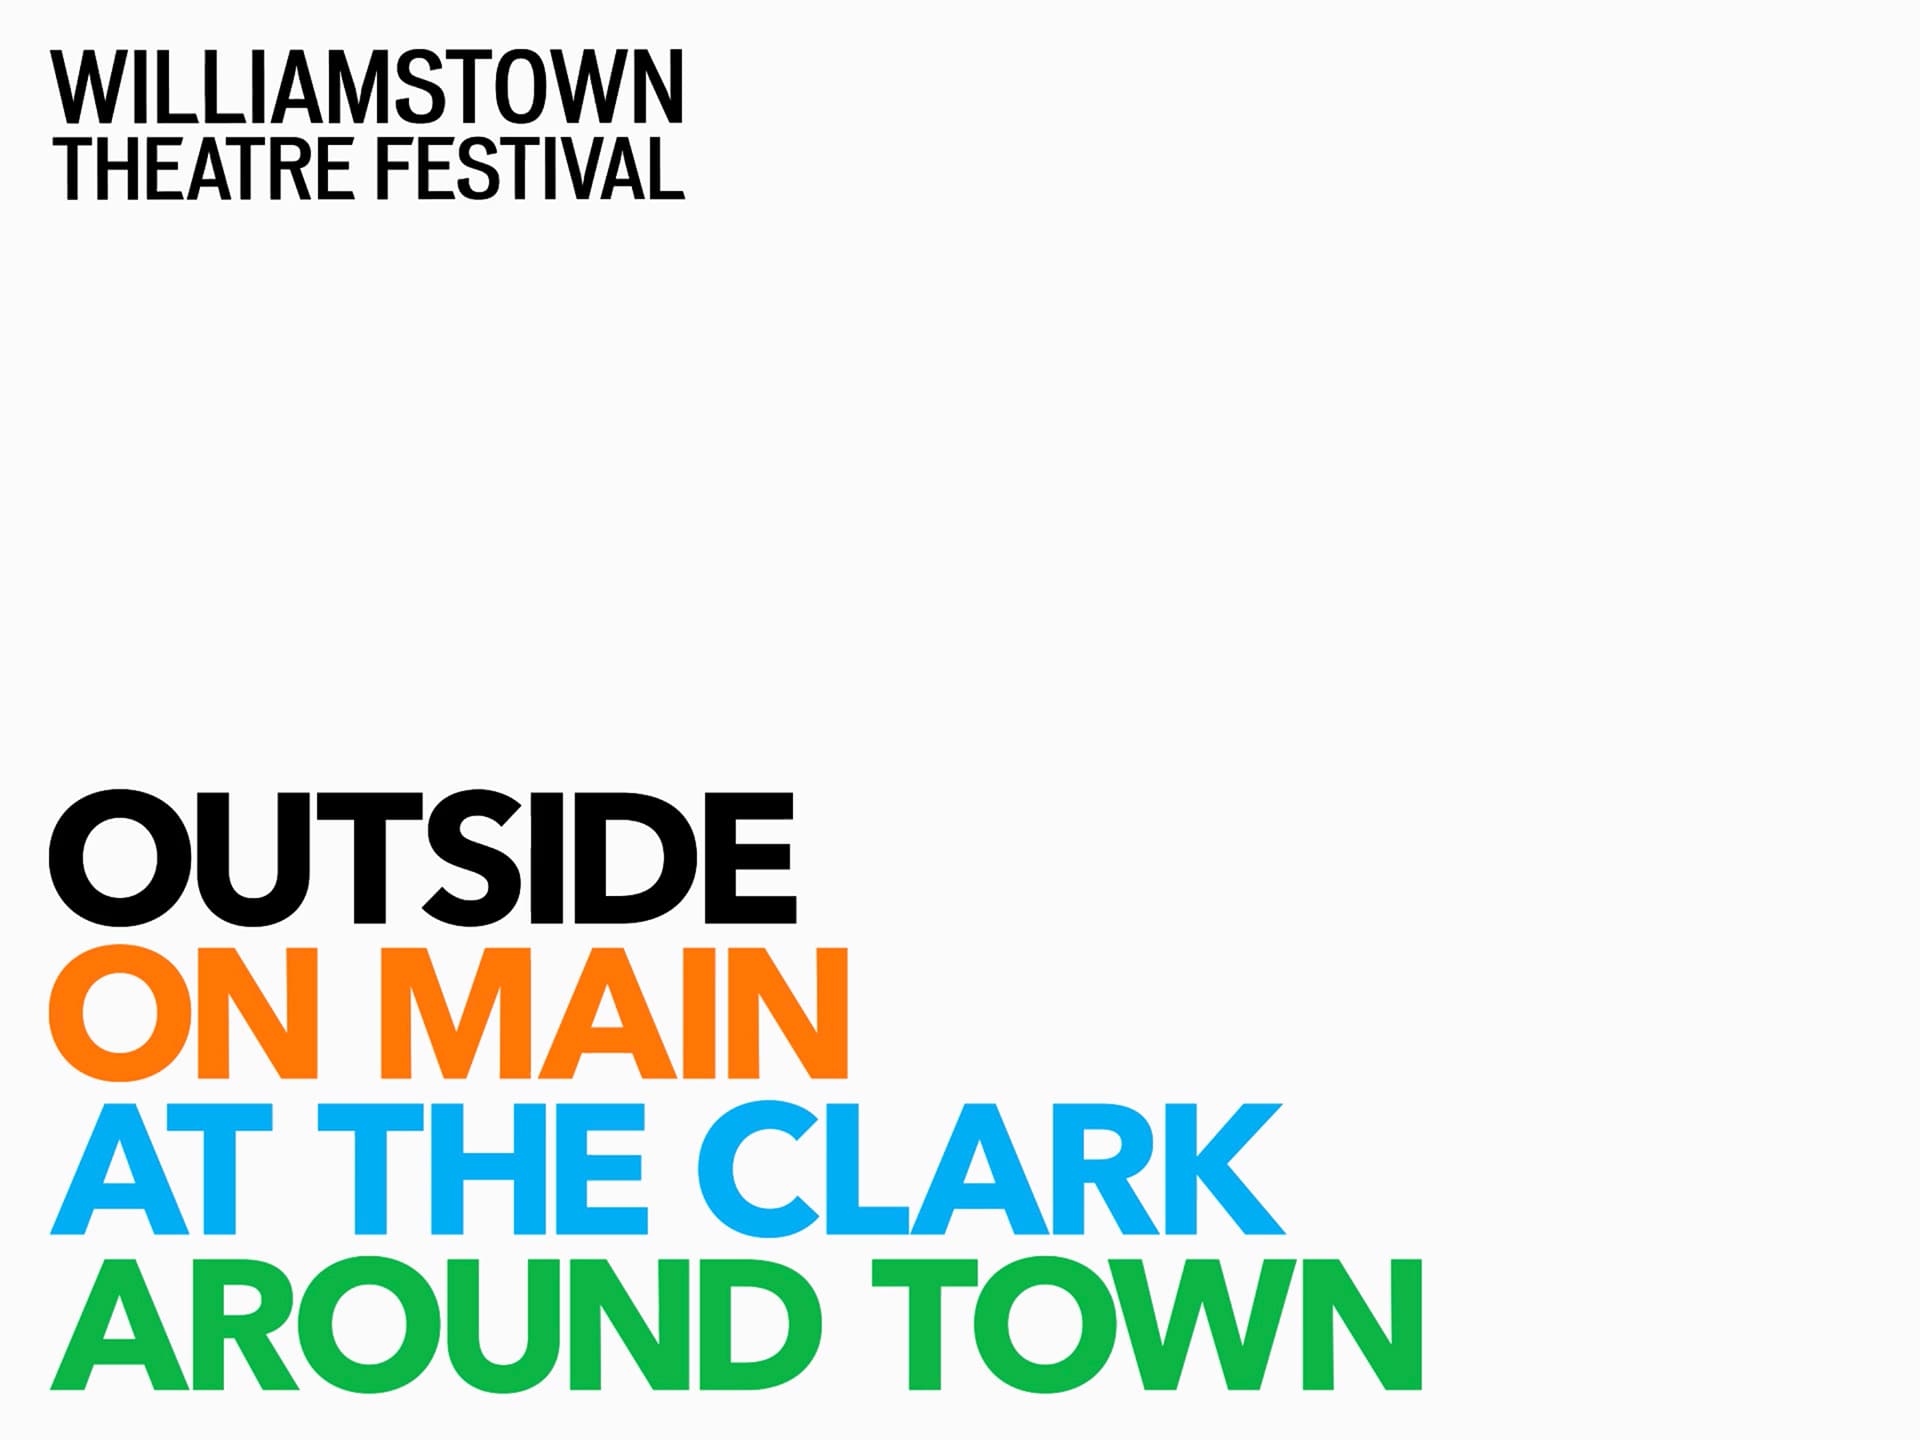 WILLIAMSTOWN
THEATRE FESTIVAL
OUTSIDE
ON MAIN
AT THE CLARK
AROUND TOWN